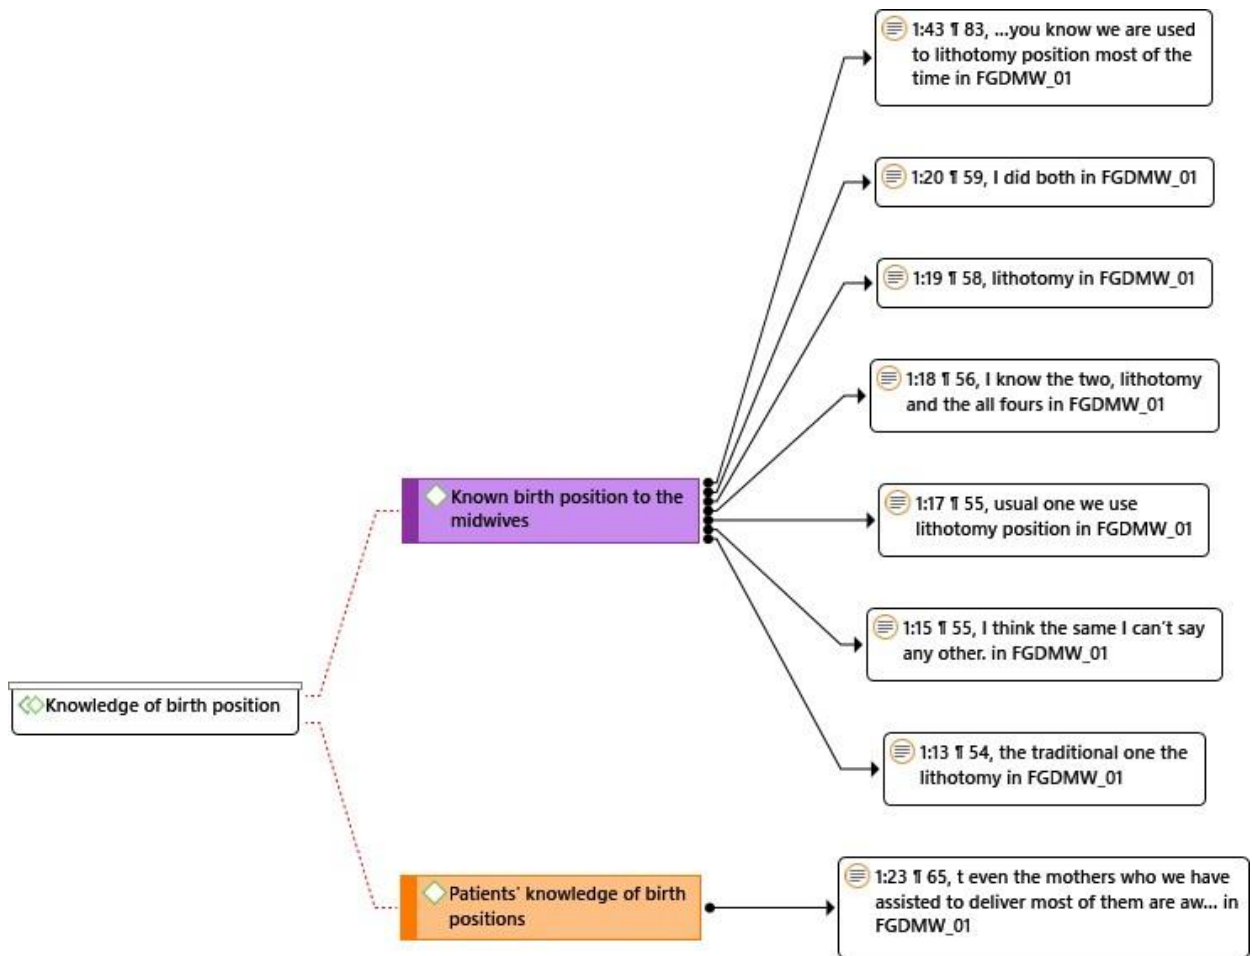 1:43 ¶ 83, ...you know we are used
to lithotomy position most of the
time in FGDMW_01
1:20 ¶ 59, I did both in FGDMW_01
1:19 ¶ 58, lithotomy in FGDMW_01
1:18 ¶ 56, I know the two, lithotomy
and the all fours in FGDMW_01
Known birth position to the
midwives
1:17 ¶ 55, usual one we use
lithotomy position in FGDMW_01
1:15 ¶ 55, I think the same I can't say
any other. in FGDMW_01
Knowledge of birth position
1:13 ¶ 54, the traditional one the
lithotomy in FGDMW_01
Patients' knowledge of birth
positions
1:23 ¶ 65, t even the mothers who we have
assisted to deliver most of them are aw... in
FGDMW_01